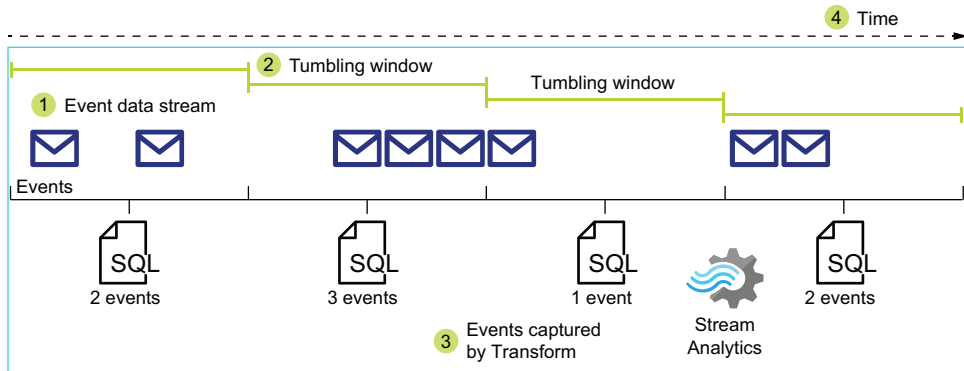 4 Time
2 Tumbling window
Tumbling window
1 Event data stream
Events
SQL
SQL
SQL
SQL
2 events
3 events
1 event
2 events
3 Events captured
by Transform
Stream
Analytics